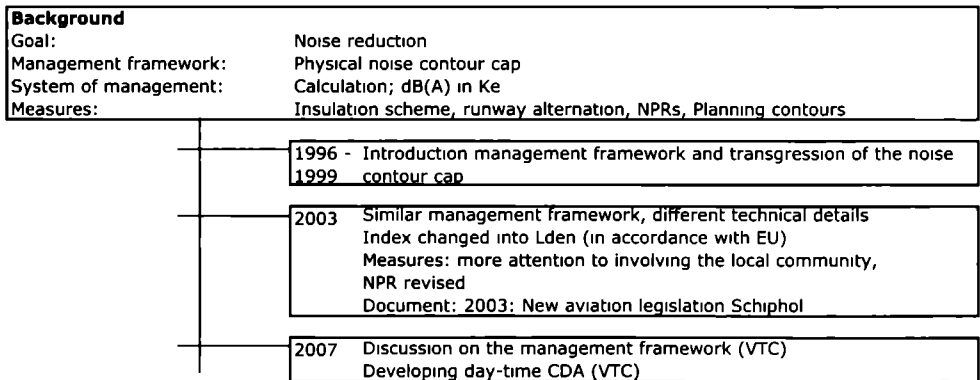 Background
Goal: Noise reduction
Management framework: Physical noise contour cap
System of management: Calculation; dB(A) in Ke
Measures: Insulation scheme, runway alternation, NPRs, Planning contours
1996 - Introduction management framework and transgression of the noise
1999 contour cap
2003 Similar management framework, different technical details
Index changed into Lden (in accordance with EU)
Measures: more attention to involving the local community,
NPR revised
Document: 2003: New aviation legislation Schiphol
2007 Discussion on the management framework (VTC)
Developing day-time CDA (VTC)